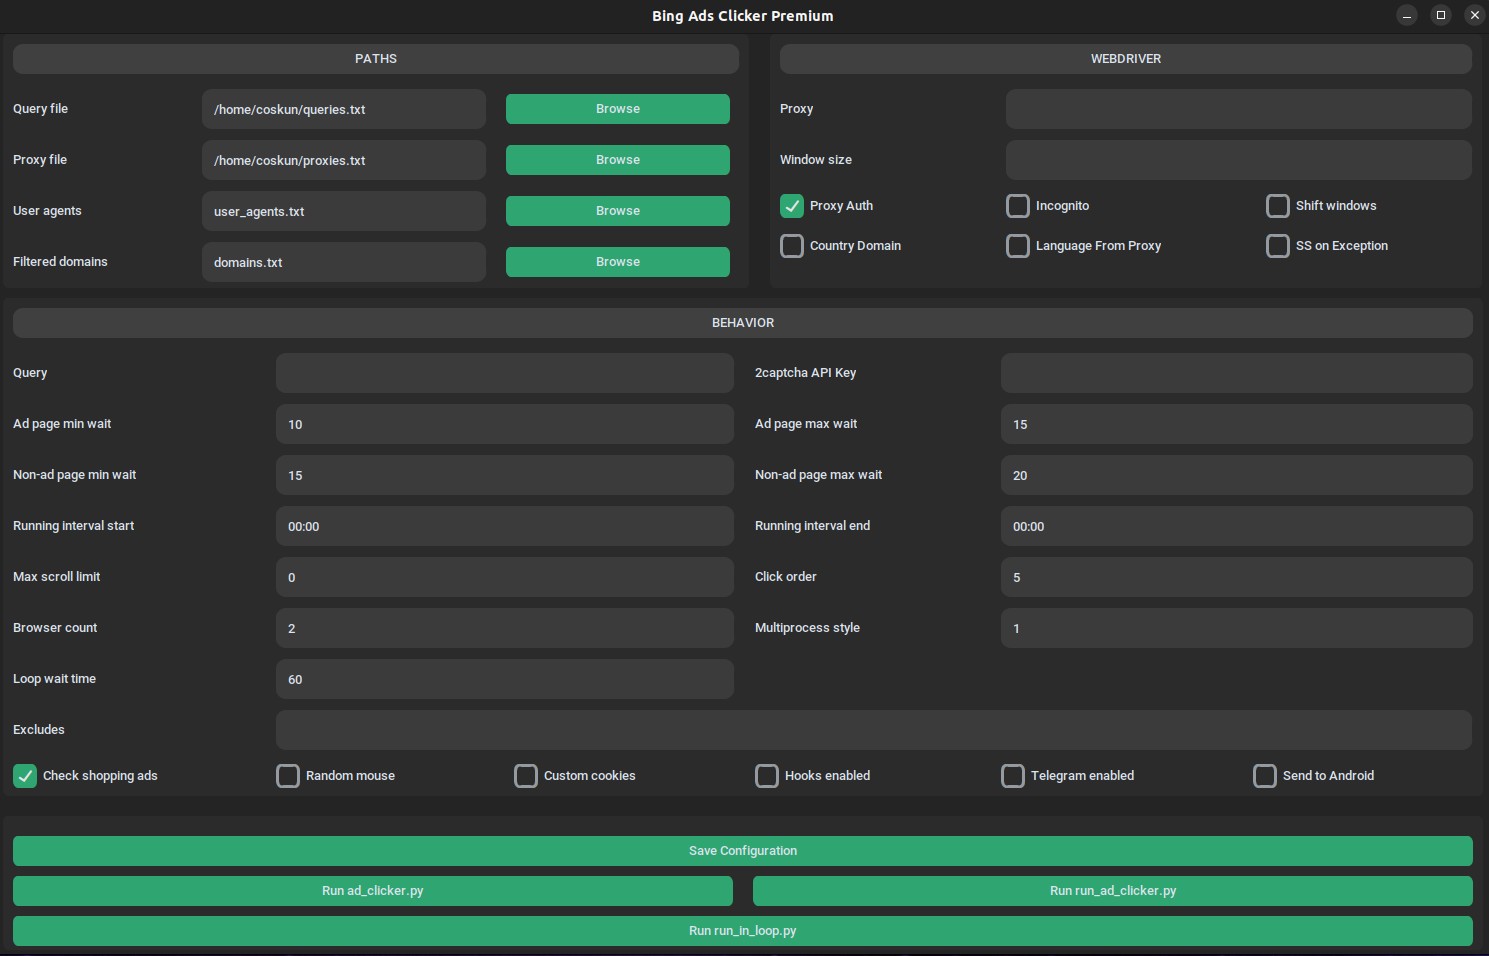 Bing Ads Clicker Premium
PATHS
Query file
/home/coskun/queries.txt
Browse
Proxy file
/home/coskun/proxies.txt
Browse
User agents
user_agents.txt
Browse
Filtered domains
domains.txt
Browse
WEBDRIVER
Proxy
Window size
Proxy Auth
Incognito
Shift windows
Country Domain
Language From Proxy
SS on Exception
BEHAVIOR
Query
2captcha API Key
Ad page min wait
10
Ad page max wait
15
Non-ad page min wait
15
Non-ad page max wait
20
Running interval start
00:00
Running interval end
00:00
Max scroll limit
0
Click order
5
Browser count
2
Multiprocess style
1
Loop wait time
60
Excludes
Check shopping ads
Random mouse
Custom cookies
Hooks enabled
Telegram enabled
Send to Android
Save Configuration
Run ad_clicker.py
Run run_ad_clicker.py
Run run_in_loop.py